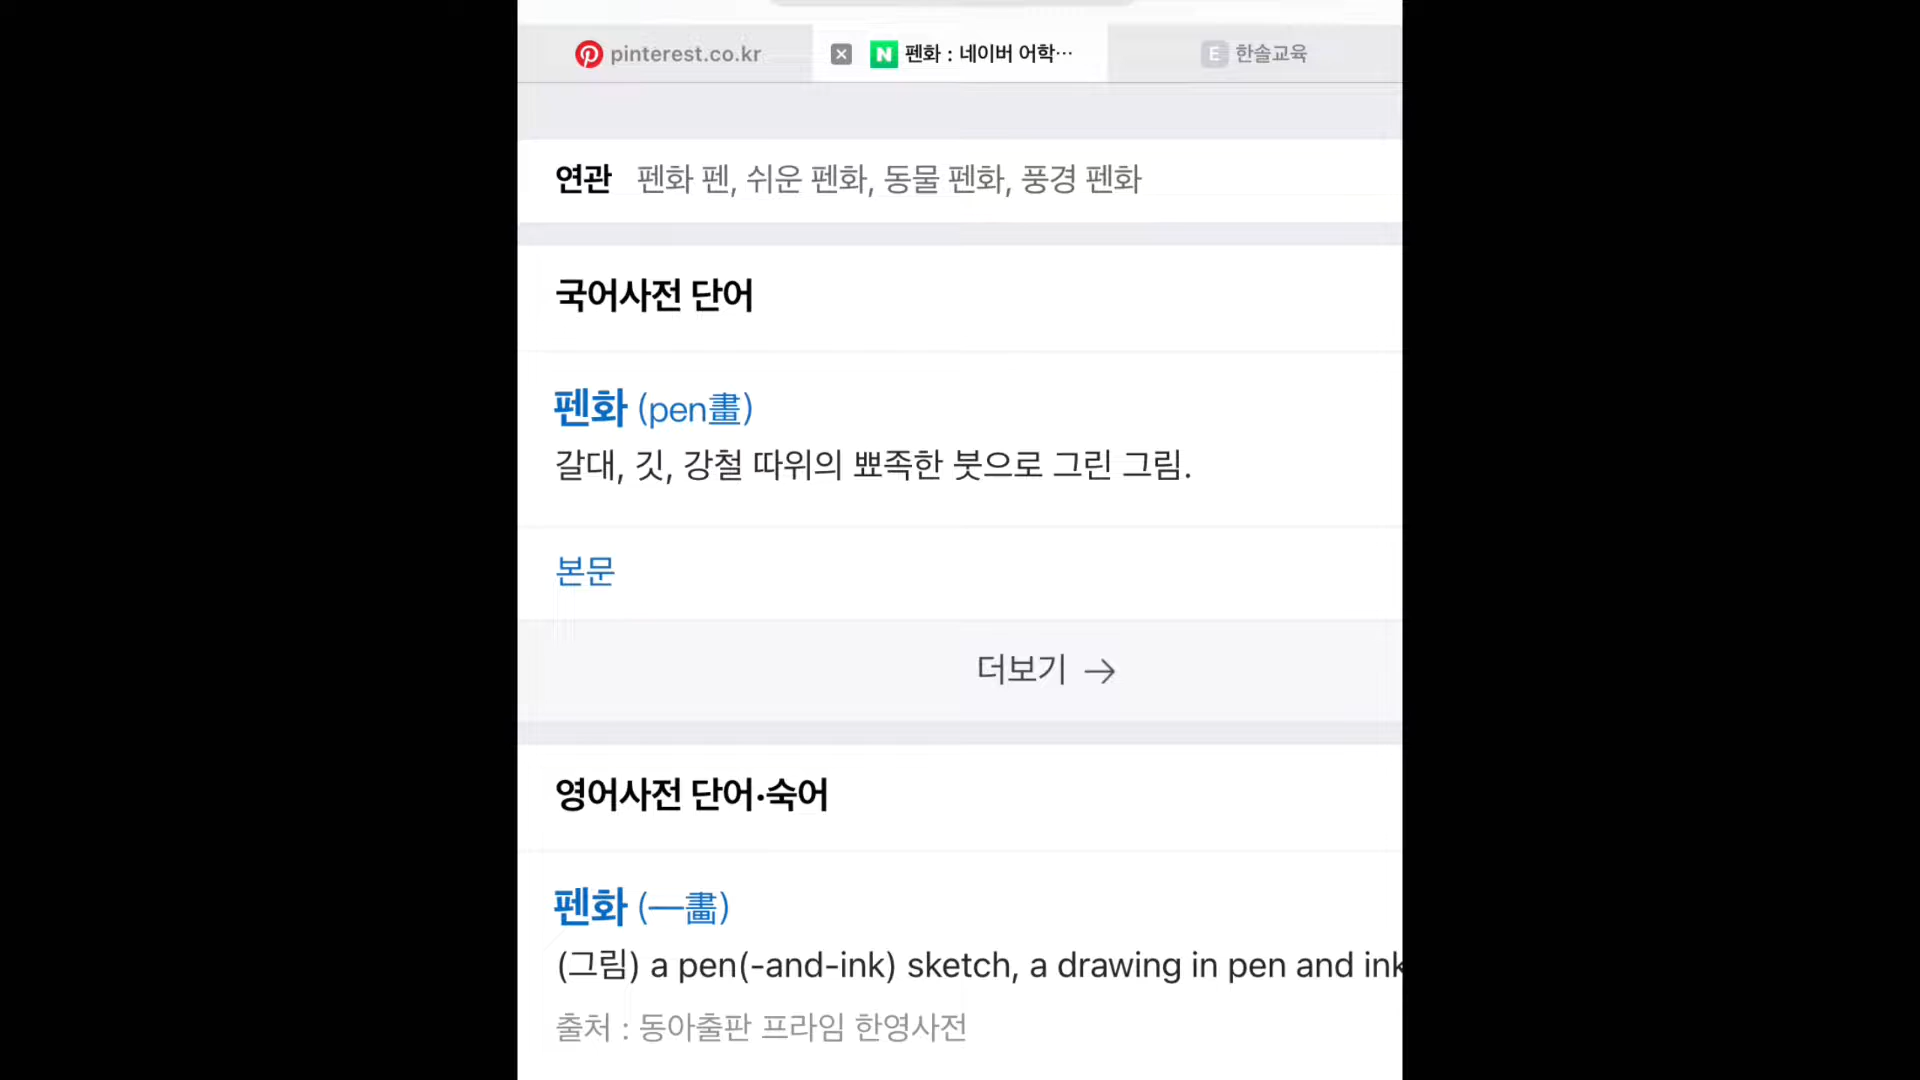 pinterest.co.kr
N 펜화 : 네이버 어학…
E 한솔교육
연관 펜화 펜, 쉬운 펜화, 동물 펜화, 풍경 펜화
국어사전 단어
펜화 (pen畫)
갈대, 깃, 강철 따위의 뾰족한 붓으로 그린 그림.
본문
더보기 →
영어사전 단어·숙어
펜화 (—畵)
(그림) a pen(-and-ink) sketch, a drawing in pen and ink
출처 : 동아출판 프라임 한영사전